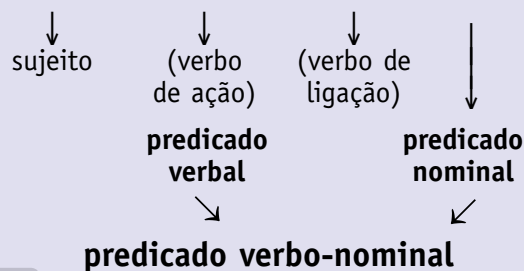 sujeito (verbo (verbo de
de ação) ligação)
predicado predicado
verbal nominal
predicado verbo-nominal